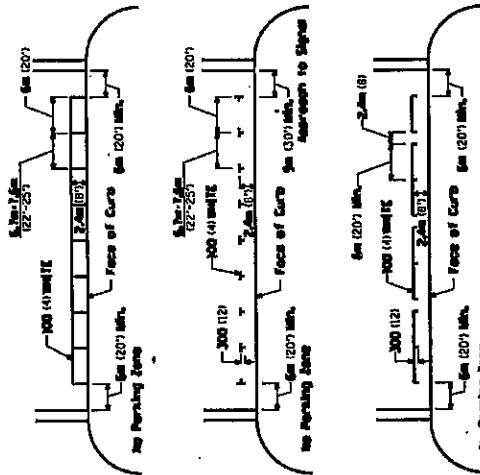 6m (20')
6.7m-7.6m
(22'-25')
2.4m (8')
100 (4) WHITE
Face of Curb
6m (20') Min.
6m (20') Min.
No Parking Zone
6m (20')
6.7m-7.6m
(22'-25')
2.4m (8')
100 (4) WHITE
300 (12)
Face of Curb
9m (30') Min.
Approach to Signal
6m (20') Min.
No Parking Zone
2.4m (8)
6m (20') Min.
2.4m (8')
100 (4) WHITE
300 (12)
Face of Curb
6m (20') Min.
6m (20') Min.